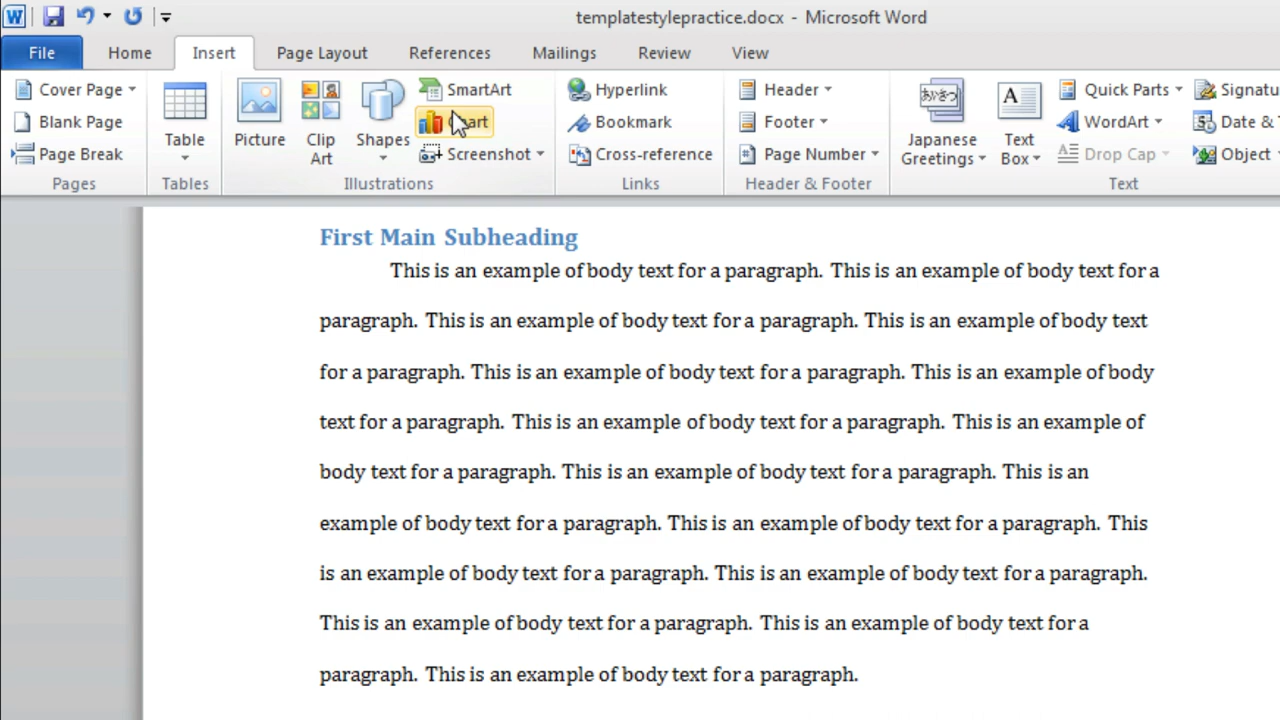 templatestylepractice.docx - Microsoft Word
File Home Insert Page Layout References Mailings Review View
Cover Page
Blank Page
Page Break
Pages
Table
Tables
Picture
Clip Art
Shapes
SmartArt
Screenshot
Illustrations
Hyperlink
Bookmark
Cross-reference
Links
Header
Footer
Page Number
Header & Footer
Japanese
Greetings
Text
Box
Quick Parts
WordArt
Drop Cap
Date &
Object
Text
First Main Subheading
This is an example of body text for a paragraph. This is an example of body text for a
paragraph. This is an example of body text for a paragraph. This is an example of body text
for a paragraph. This is an example of body text for a paragraph. This is an example of body
text for a paragraph. This is an example of body text for a paragraph. This is an example of
body text for a paragraph. This is an example of body text for a paragraph. This is an
example of body text for a paragraph. This is an example of body text for a paragraph. This
is an example of body text for a paragraph. This is an example of body text for a paragraph.
This is an example of body text for a paragraph. This is an example of body text for a
paragraph. This is an example of body text for a paragraph.